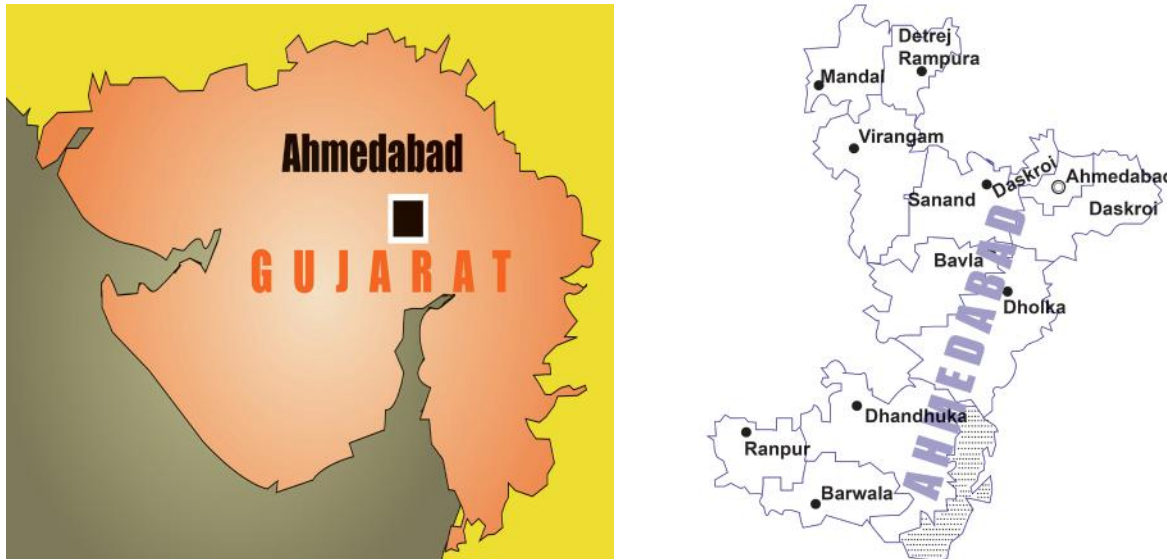 Ahmedabad
GUJARAT
Detrej
Rampura
Mandal
Virangam
Daskroi
Ahmedabad
Sanand
Daskroi
Bavla
Dholka
AHMEDABAD
Dhandhuka
Ranpur
Barwala